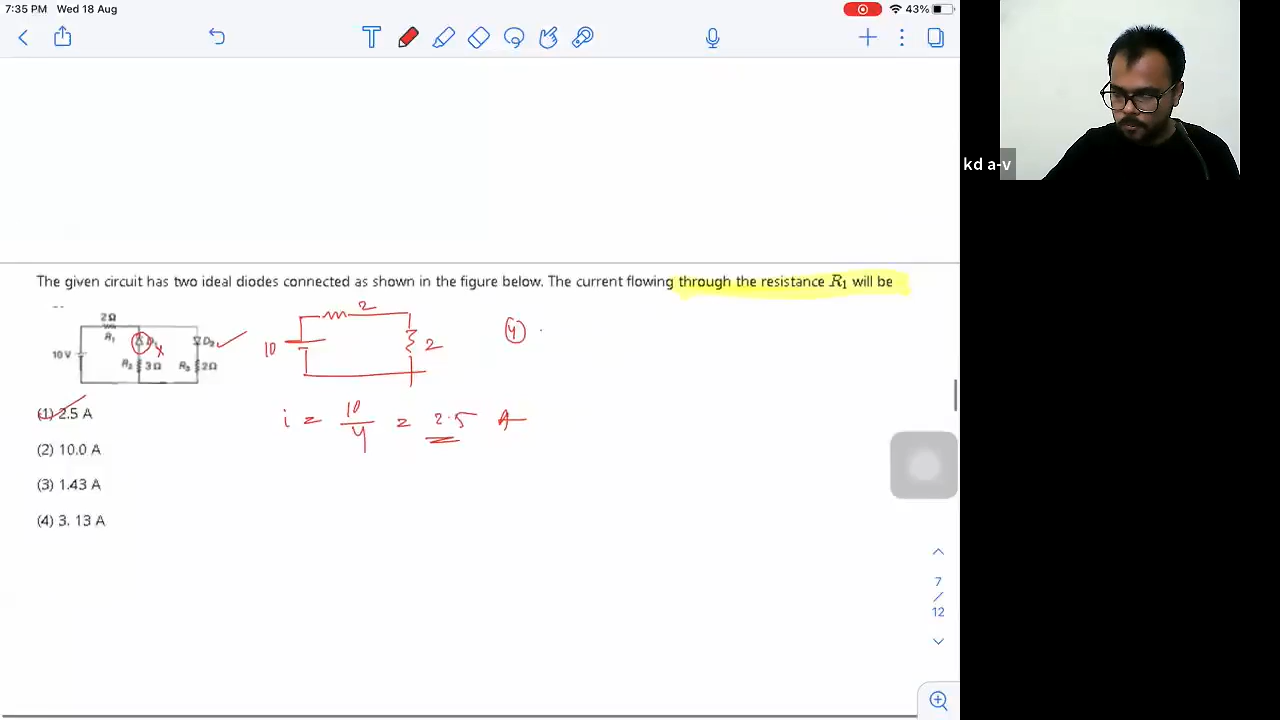 7:35 PM Wed 18 Aug
43%
T
kd a-v
The given circuit has two ideal diodes connected as shown in the figure below. The current flowing through the resistance R₁ will be
2Ω
R₁
10 V
D₂
R₂ 3Ω R₃ 2Ω
2
10
2
4
(1) 2.5 A
i = 10/4 = 2.5 A
(2) 10.0 A
(3) 1.43 A
(4) 3. 13 A
7
/
12